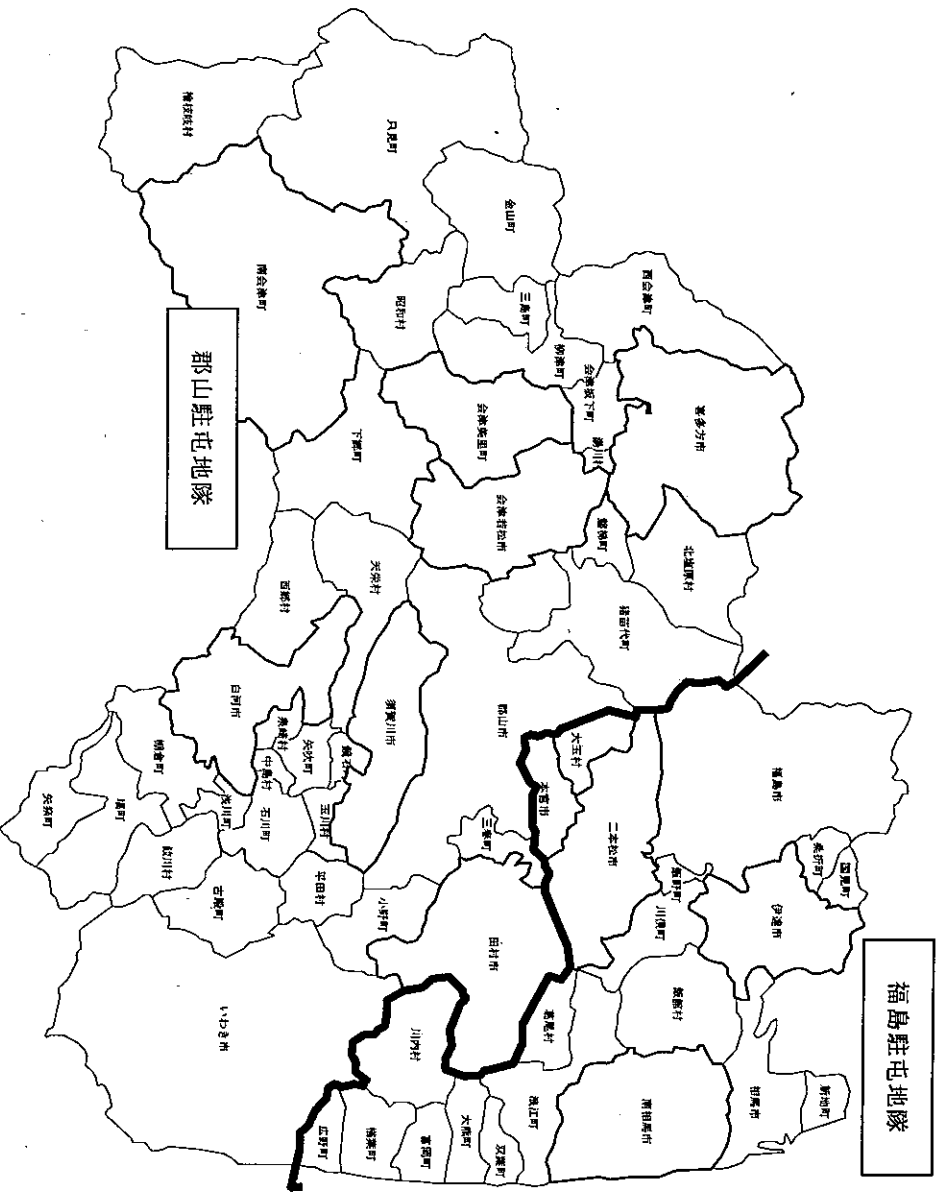 福島駐屯地隊
新地町
相馬市
国見町
桑折町
伊達市
福島市
飯舘村
南相馬市
川俣町
飯野町
二本松市
大玉村
本宮市
葛尾村
浪江町
双葉町
大熊町
富岡町
楢葉町
広野町
川内村
喜多方市
北塩原村
西会津町
磐梯町
猪苗代町
湯川村
会津坂下町
柳津町
三島町
金山町
只見町
昭和村
会津美里町
会津若松市
郡山市
三春町
田村市
小野町
須賀川市
天栄村
鏡石
玉川村
平田村
下郷町
南会津町
檜枝岐村
西郷村
白河市
泉崎村
矢吹町
中島村
石川町
浅川町
古殿町
鮫川村
棚倉町
塙町
矢祭町
いわき市
郡山駐屯地隊